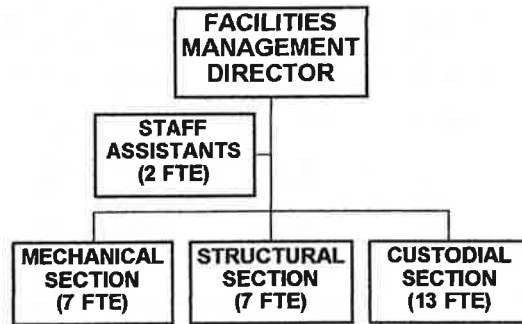 FACILITIES
MANAGEMENT
DIRECTOR
STAFF
ASSISTANTS
(2 FTE)
MECHANICAL
SECTION
(7 FTE)
STRUCTURAL
SECTION
(7 FTE)
CUSTODIAL
SECTION
(13 FTE)